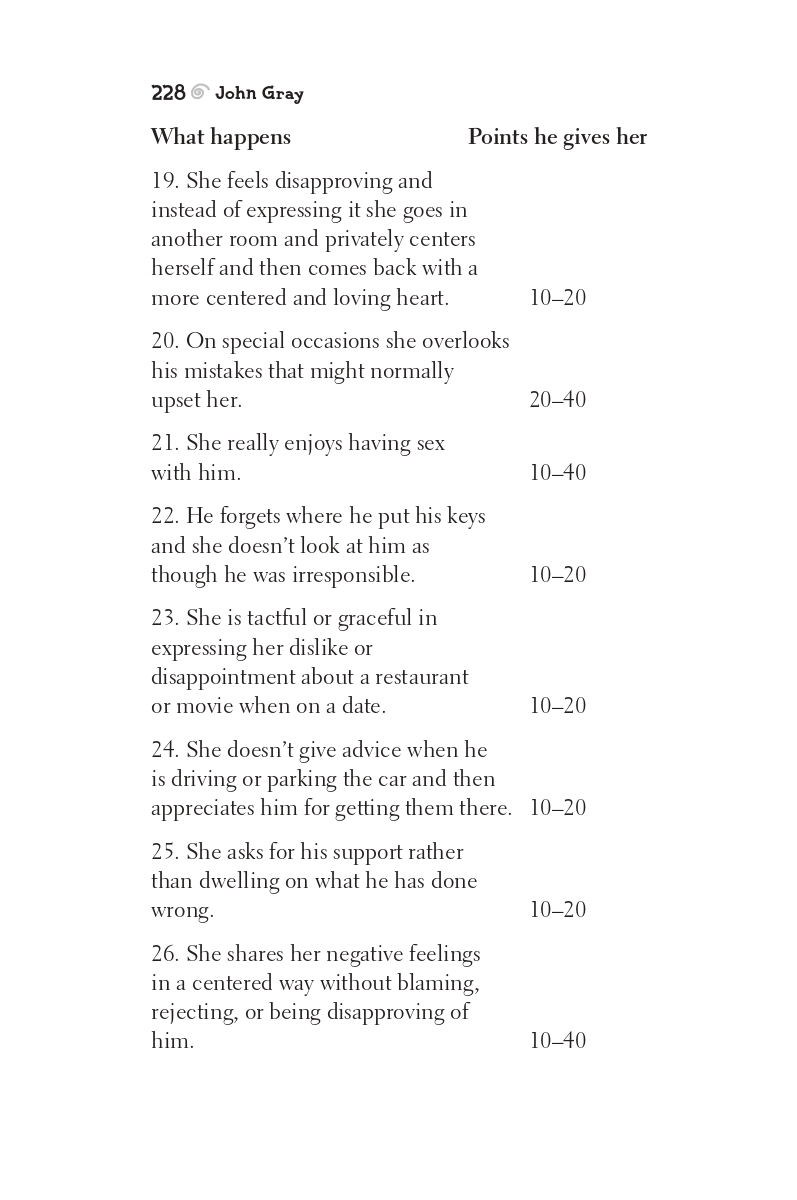 228 John Gray
What happens Points he gives her
19. She feels disapproving and
instead of expressing it she goes in
another room and privately centers
herself and then comes back with a
more centered and loving heart. 10–20
20. On special occasions she overlooks
his mistakes that might normally
upset her. 20–40
21. She really enjoys having sex
with him. 10–40
22. He forgets where he put his keys
and she doesn’t look at him as
though he was irresponsible. 10–20
23. She is tactful or graceful in
expressing her dislike or
disappointment about a restaurant
or movie when on a date. 10–20
24. She doesn’t give advice when he
is driving or parking the car and then
appreciates him for getting them there. 10–20
25. She asks for his support rather
than dwelling on what he has done
wrong. 10–20
26. She shares her negative feelings
in a centered way without blaming,
rejecting, or being disapproving of
him. 10–40